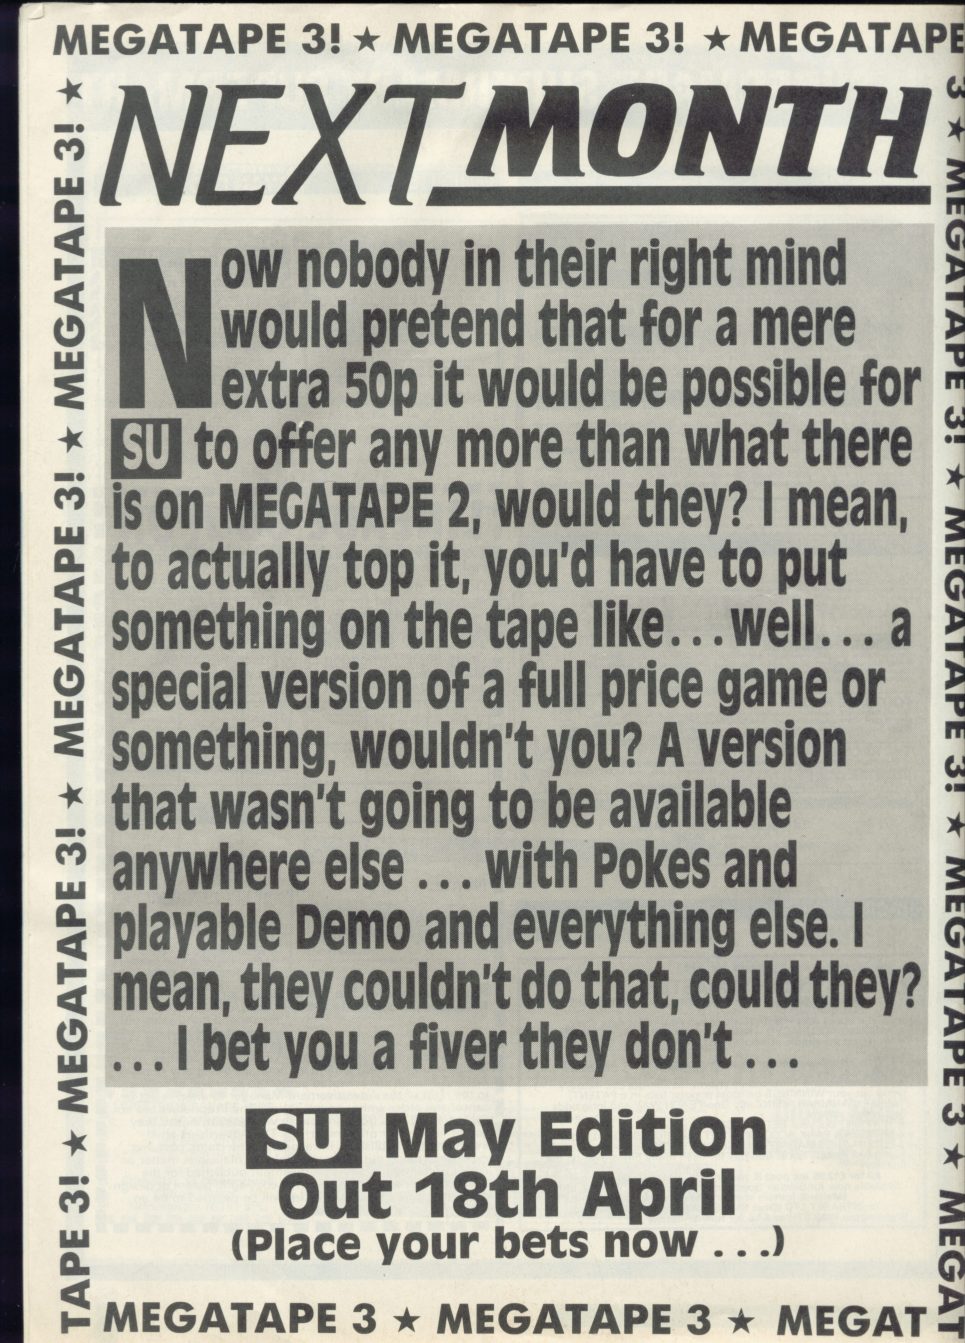 MEGATAPE 3! ★ MEGATAPE 3! ★ MEGATAPE
NEXT MONTH
Now nobody in their right mind
would pretend that for a mere
extra 50p it would be possible for
SU to offer any more than what there
is on MEGATAPE 2, would they? I mean,
to actually top it, you'd have to put
something on the tape like...well... a
special version of a full price game or
something, wouldn't you? A version
that wasn't going to be available
anywhere else ... with Pokes and
playable Demo and everything else. I
mean, they couldn't do that, could they?
... I bet you a fiver they don't ...
SU May Edition
Out 18th April
(Place your bets now ...)
TAPE 3! ★ MEGATAPE 3! ★ MEGATAPE 3! ★ MEGATAPE 3! ★
3 ★ MEGATAPE 3! ★ MEGATAPE 3! ★ MEGATAPE 3 ★ MEGAT
MEGATAPE 3 ★ MEGATAPE 3 ★ MEGAT